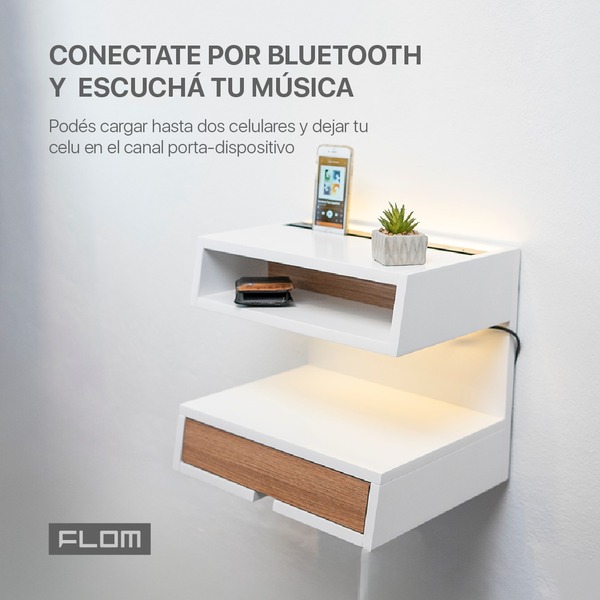 CONECTATE POR BLUETOOTH
Y ESCUCHÁ TU MÚSICA
Podés cargar hasta dos celulares y dejar tu
celu en el canal porta-dispositivo
FLOM